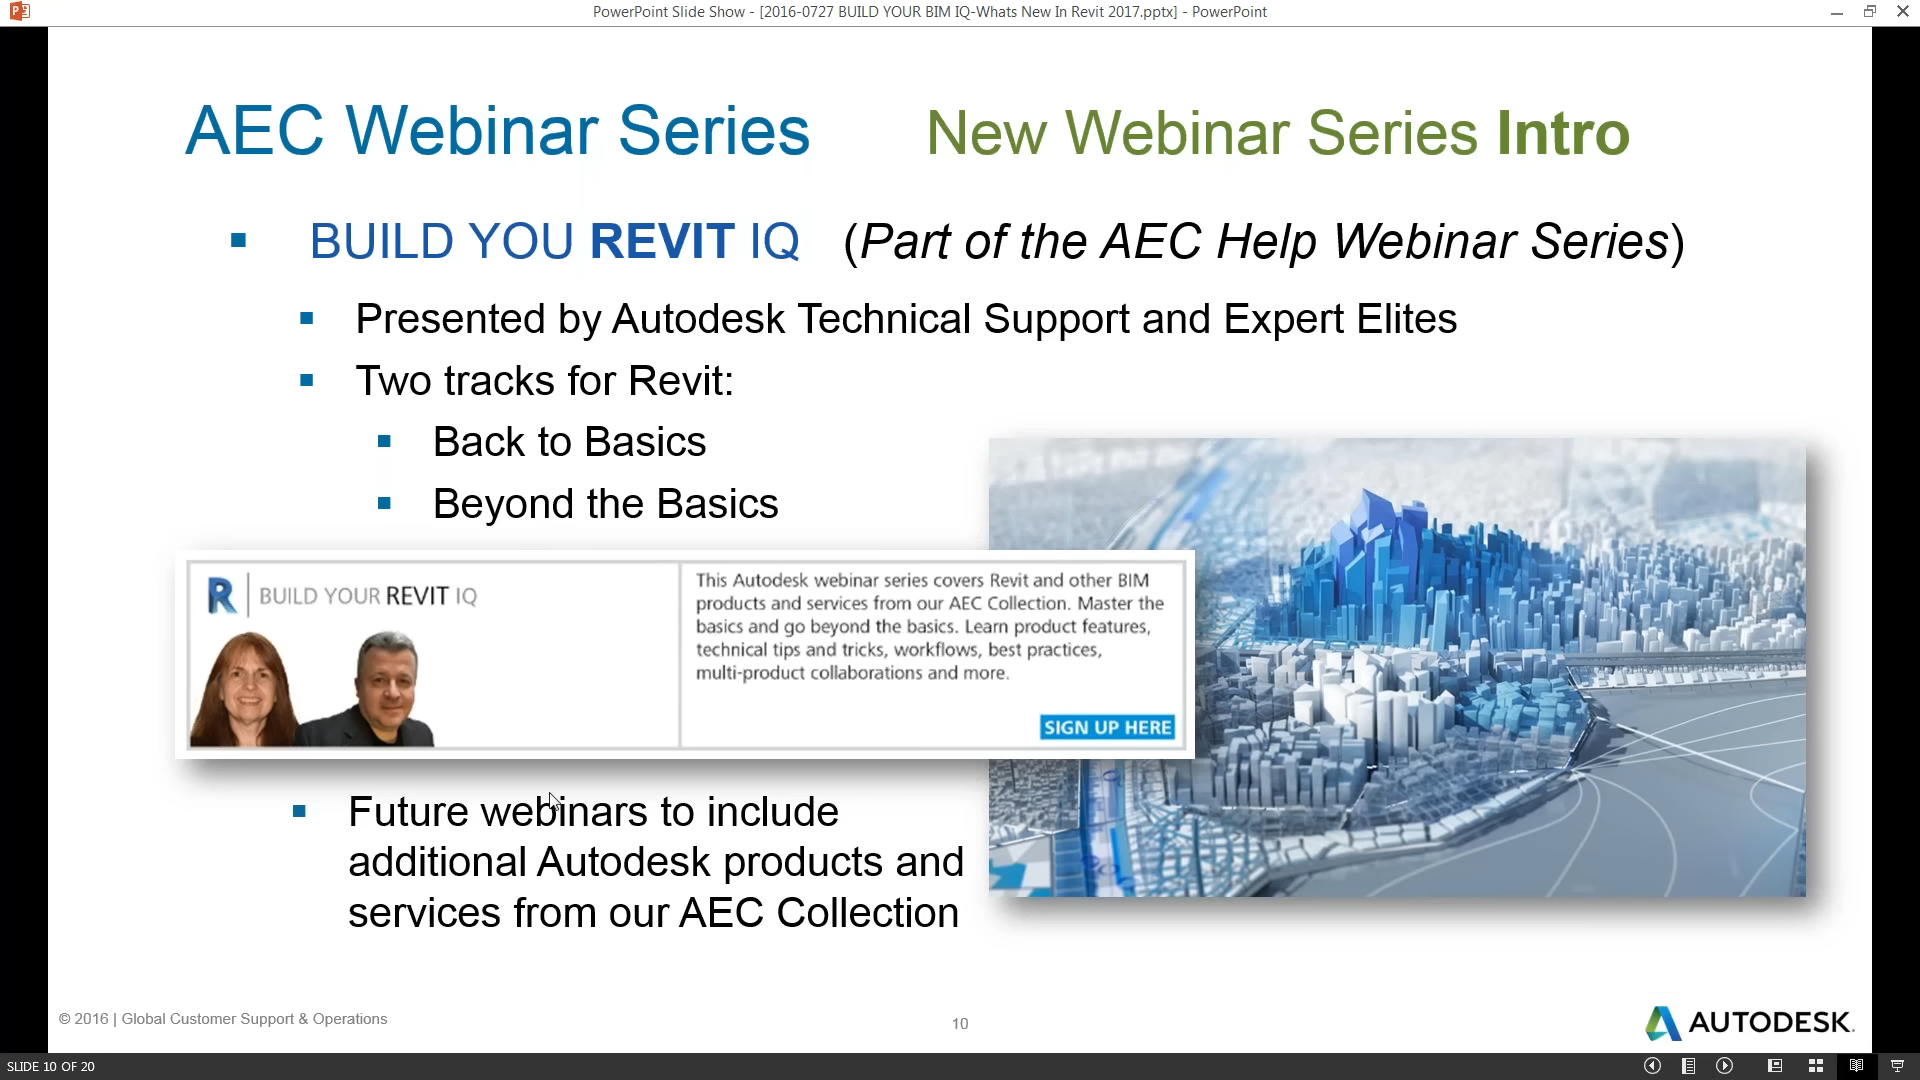 PowerPoint Slide Show - [2016-0727 BUILD YOUR BIM IQ-Whats New In Revit 2017.pptx] - PowerPoint
AEC Webinar Series
New Webinar Series Intro
BUILD YOU REVIT IQ (Part of the AEC Help Webinar Series)
Presented by Autodesk Technical Support and Expert Elites
Two tracks for Revit:
Back to Basics
Beyond the Basics
R BUILD YOUR REVIT IQ
This Autodesk webinar series covers Revit and other BIM
products and services from our AEC Collection. Master the
basics and go beyond the basics. Learn product features,
technical tips and tricks, workflows, best practices,
multi-product collaborations and more.
SIGN UP HERE
Future webinars to include
additional Autodesk products and
services from our AEC Collection
© 2016 | Global Customer Support & Operations
10
AUTODESK.
SLIDE 10 OF 20